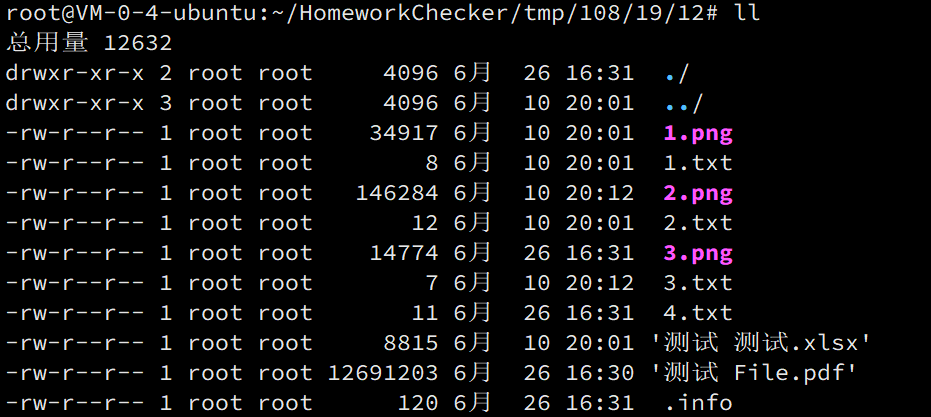 root@VM-0-4-ubuntu:~/HomeworkChecker/tmp/108/19/12# ll
总用量 12632
drwxr-xr-x 2 root root     4096 6月  26 16:31  ./
drwxr-xr-x 3 root root     4096 6月  10 20:01  ../
-rw-r--r-- 1 root root    34917 6月  10 20:01  1.png
-rw-r--r-- 1 root root        8 6月  10 20:01  1.txt
-rw-r--r-- 1 root root   146284 6月  10 20:12  2.png
-rw-r--r-- 1 root root       12 6月  10 20:01  2.txt
-rw-r--r-- 1 root root    14774 6月  26 16:31  3.png
-rw-r--r-- 1 root root        7 6月  10 20:12  3.txt
-rw-r--r-- 1 root root       11 6月  26 16:31  4.txt
-rw-r--r-- 1 root root     8815 6月  10 20:01 '测试 测试.xlsx'
-rw-r--r-- 1 root root 12691203 6月  26 16:30 '测试 File.pdf'
-rw-r--r-- 1 root root      120 6月  26 16:31  .info